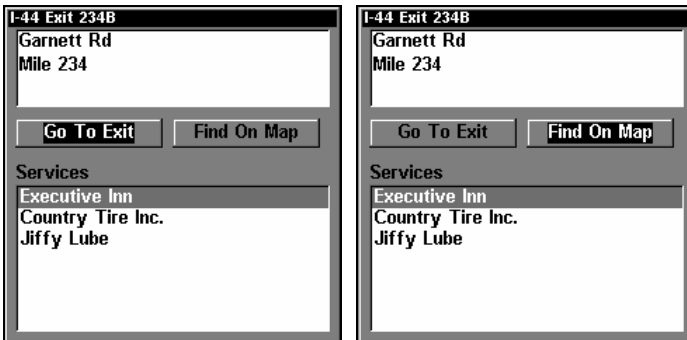 I-44 Exit 234B
Garnett Rd
Mile 234
Go To Exit Find On Map
Services
Executive Inn
Country Tire Inc.
Jiffy Lube
I-44 Exit 234B
Garnett Rd
Mile 234
Go To Exit Find On Map
Services
Executive Inn
Country Tire Inc.
Jiffy Lube